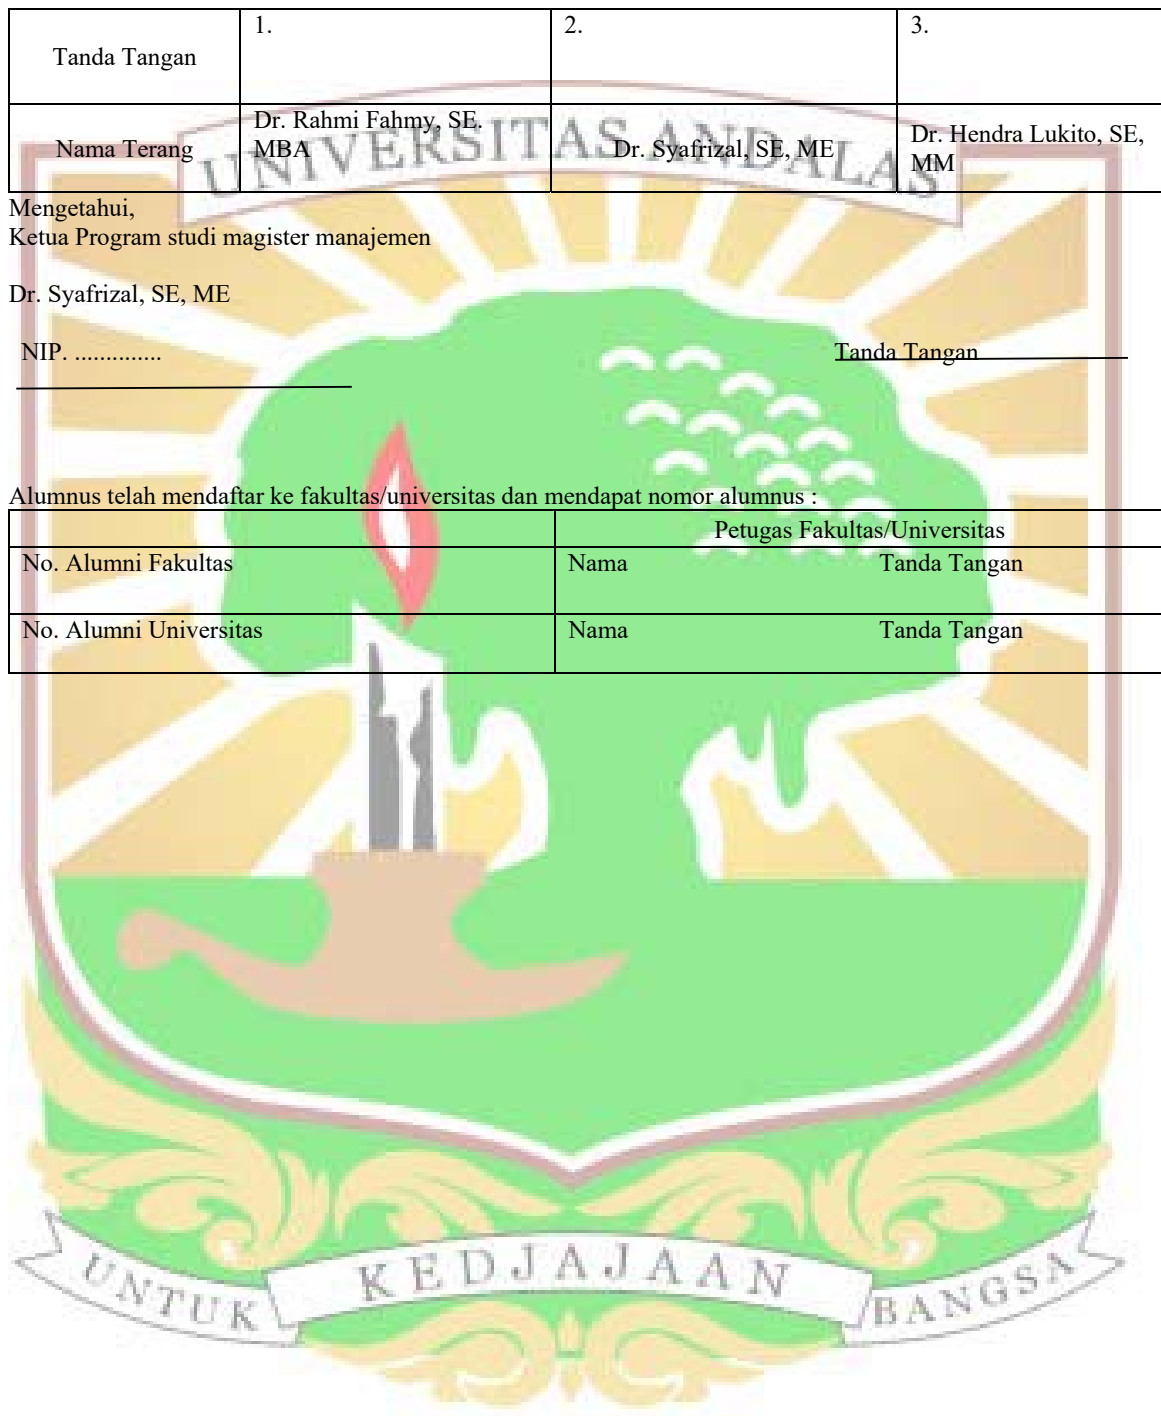 1. 2. 3.
Tanda Tangan
Dr. Rahmi Fahmy, SE.
MBA
Nama Terang
Dr. Syafrizal, SE, ME
Dr. Hendra Lukito, SE,
MM
UNIVERSITAS ANDALAS
Mengetahui,
Ketua Program studi magister manajemen
Dr. Syafrizal, SE, ME
NIP. .............. Tanda Tangan
Alumnus telah mendaftar ke fakultas/universitas dan mendapat nomor alumnus :
Petugas Fakultas/Universitas
No. Alumni Fakultas Nama Tanda Tangan
No. Alumni Universitas Nama Tanda Tangan
UNTUK KEDJAJAAN BANGSA